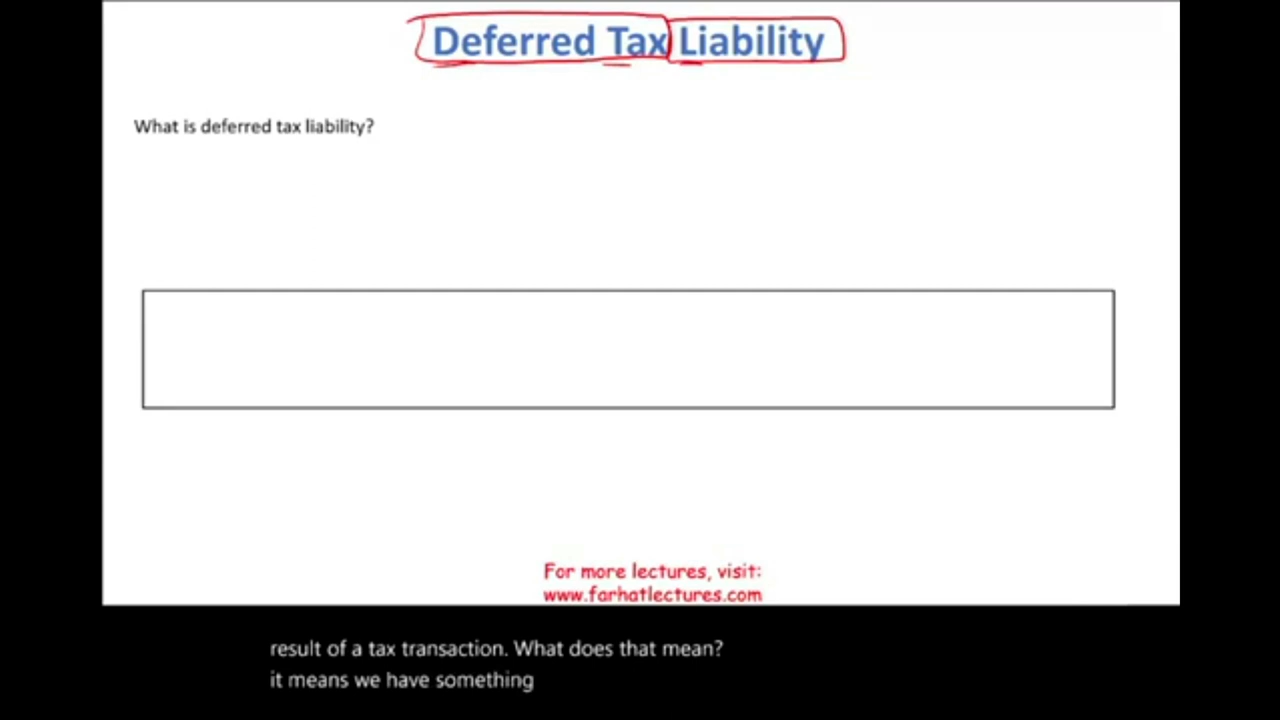 Deferred Tax Liability
What is deferred tax liability?
For more lectures, visit:
www.farhatlectures.com
result of a tax transaction. What does that mean?
it means we have something